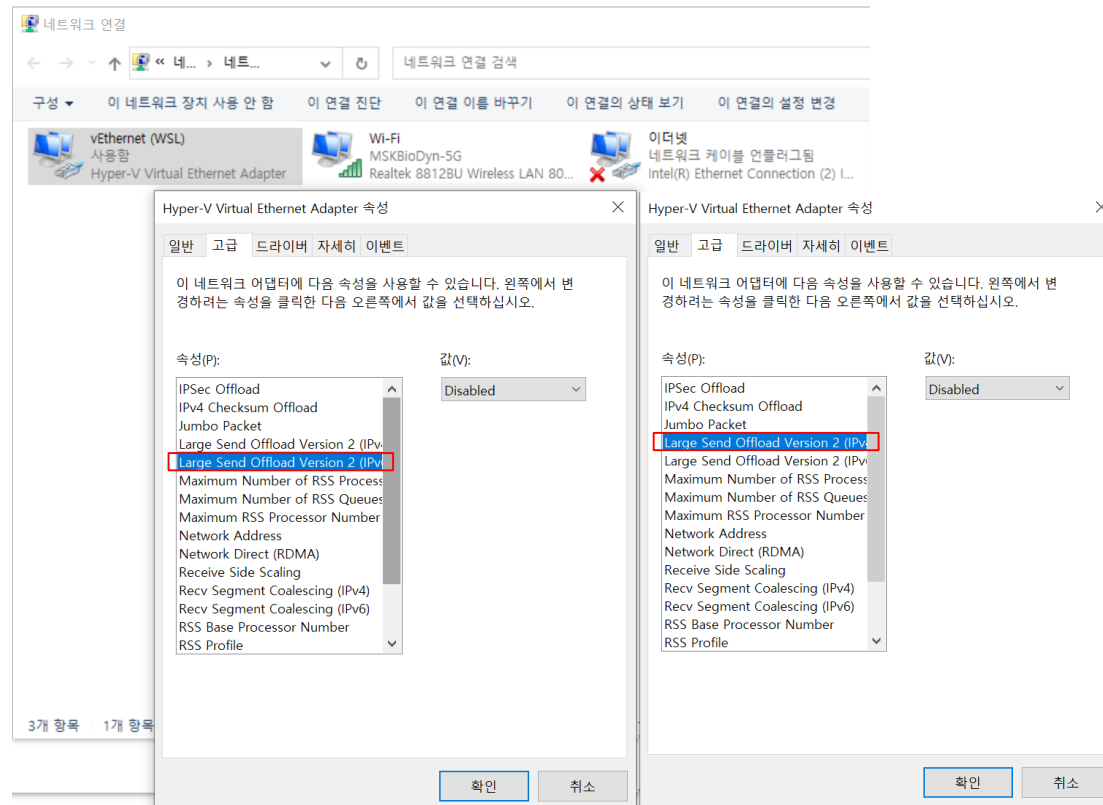 네트워크 연결
« 네... › 네트...
네트워크 연결 검색
구성 이 네트워크 장치 사용 안 함 이 연결 진단 이 연결 이름 바꾸기 이 연결의 상태 보기 이 연결의 설정 변경
vEthernet (WSL)
사용함
Hyper-V Virtual Ethernet Adapter
Wi-Fi
MSKBioDyn-5G
Realtek 8812BU Wireless LAN 80...
이더넷
네트워크 케이블 언플러그됨
Intel(R) Ethernet Connection (2) I...
Hyper-V Virtual Ethernet Adapter 속성
일반 고급 드라이버 자세히 이벤트
이 네트워크 어댑터에 다음 속성을 사용할 수 있습니다. 왼쪽에서 변
경하려는 속성을 클릭한 다음 오른쪽에서 값을 선택하십시오.
속성(P):
값(V):
IPSec Offload
IPv4 Checksum Offload
Jumbo Packet
Large Send Offload Version 2 (IPv
Large Send Offload Version 2 (IPv
Maximum Number of RSS Process
Maximum Number of RSS Queues
Maximum RSS Processor Number
Network Address
Network Direct (RDMA)
Receive Side Scaling
Recv Segment Coalescing (IPv4)
Recv Segment Coalescing (IPv6)
RSS Base Processor Number
RSS Profile
Disabled
확인 취소
Hyper-V Virtual Ethernet Adapter 속성
일반 고급 드라이버 자세히 이벤트
이 네트워크 어댑터에 다음 속성을 사용할 수 있습니다. 왼쪽에서 변
경하려는 속성을 클릭한 다음 오른쪽에서 값을 선택하십시오.
속성(P):
값(V):
IPSec Offload
IPv4 Checksum Offload
Jumbo Packet
Large Send Offload Version 2 (IPv
Large Send Offload Version 2 (IPv
Maximum Number of RSS Process
Maximum Number of RSS Queues
Maximum RSS Processor Number
Network Address
Network Direct (RDMA)
Receive Side Scaling
Recv Segment Coalescing (IPv4)
Recv Segment Coalescing (IPv6)
RSS Base Processor Number
RSS Profile
Disabled
확인 취소
3개 항목 1개 항목